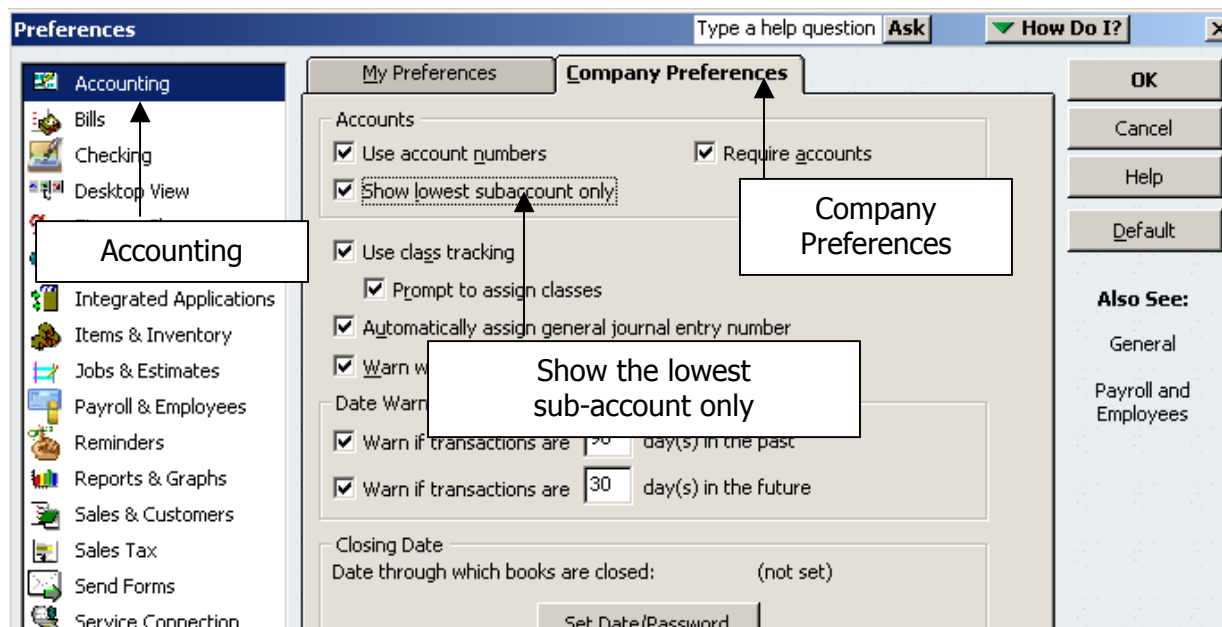 Preferences
Type a help question Ask
How Do I?
Accounting
Bills
Checking
Desktop View
Integrated Applications
Items & Inventory
Jobs & Estimates
Payroll & Employees
Reminders
Reports & Graphs
Sales & Customers
Sales Tax
Send Forms
Service Connection
Accounting
My Preferences
Company Preferences
Accounts
Use account numbers
Require accounts
Show lowest subaccount only
Company
Preferences
Use class tracking
Prompt to assign classes
Automatically assign general journal entry number
Warn
Show the lowest
sub-account only
Date
Warn if transactions are 90 day(s) in the past
Warn if transactions are 30 day(s) in the future
Closing Date
Date through which books are closed: (not set)
Set Date/Password
OK
Cancel
Help
Default
Also See:
General
Payroll and
Employees